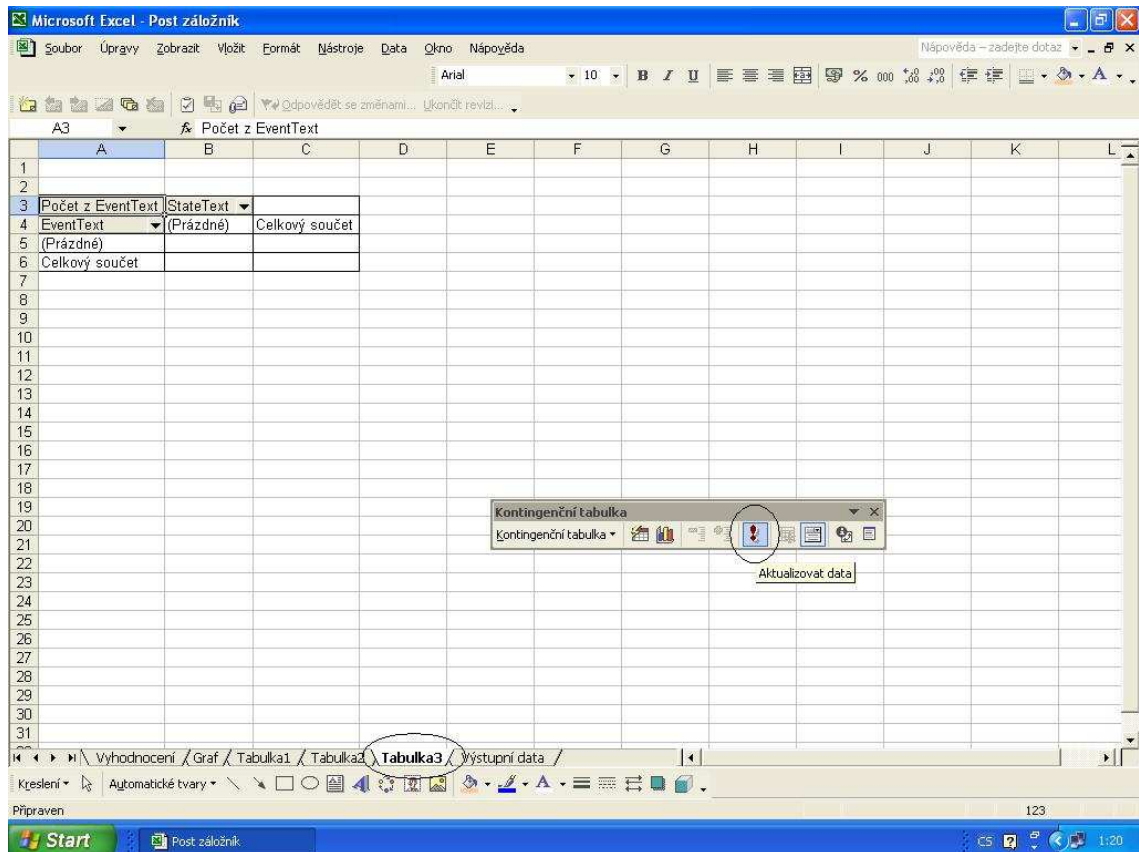 Microsoft Excel - Post záložník
Soubor Úpravy Zobrazit Vložit Formát Nástroje Data Okno Nápověda Nápověda – zadejte dotaz
Arial 10 B I U % 000
Odpovědět se změnami... Ukončit revizi...
A3 fx Počet z EventText
A B C D E F G H I J K L
1
2
3 Počet z EventText StateText
4 EventText (Prázdné) Celkový součet
5 (Prázdné)
6 Celkový součet
7
8
9
10
11
12
13
14
15
16
17
18
19
20
21
22
23
24
25
26
27
28
29
30
31
Kontingenční tabulka
Kontingenční tabulka
Aktualizovat data
Vyhodnocení Graf Tabulka1 Tabulka2 Tabulka3 Výstupní data
Kreslení Automatické tvary
Připraven 123
Start Post záložník CS 1:20